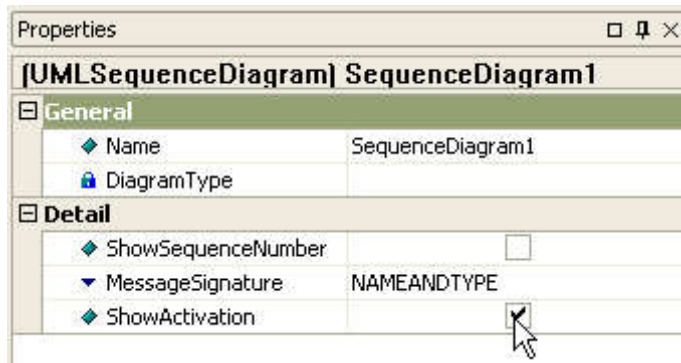 Properties
(UMLSequenceDiagram) SequenceDiagram1
General
Name SequenceDiagram1
DiagramType
Detail
ShowSequenceNumber
MessageSignature NAMEANDTYPE
ShowActivation